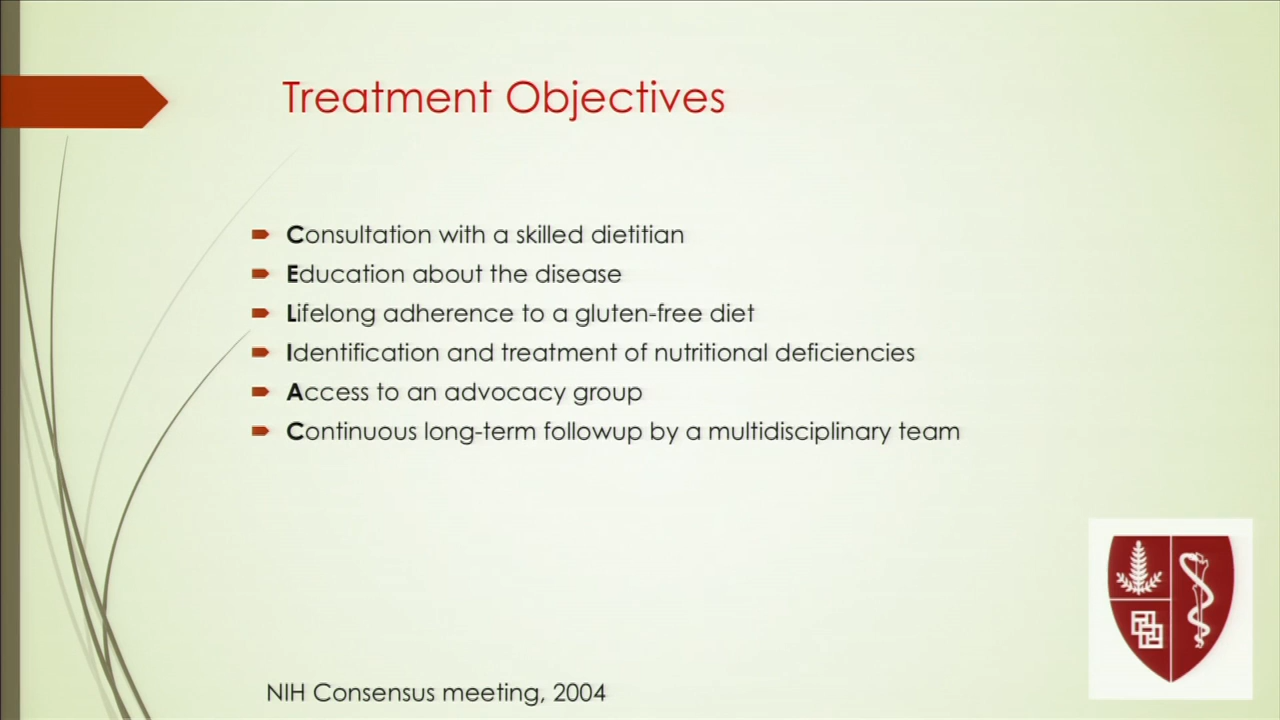 Treatment Objectives
Consultation with a skilled dietitian
Education about the disease
Lifelong adherence to a gluten-free diet
Identification and treatment of nutritional deficiencies
Access to an advocacy group
Continuous long-term followup by a multidisciplinary team
NIH Consensus meeting, 2004